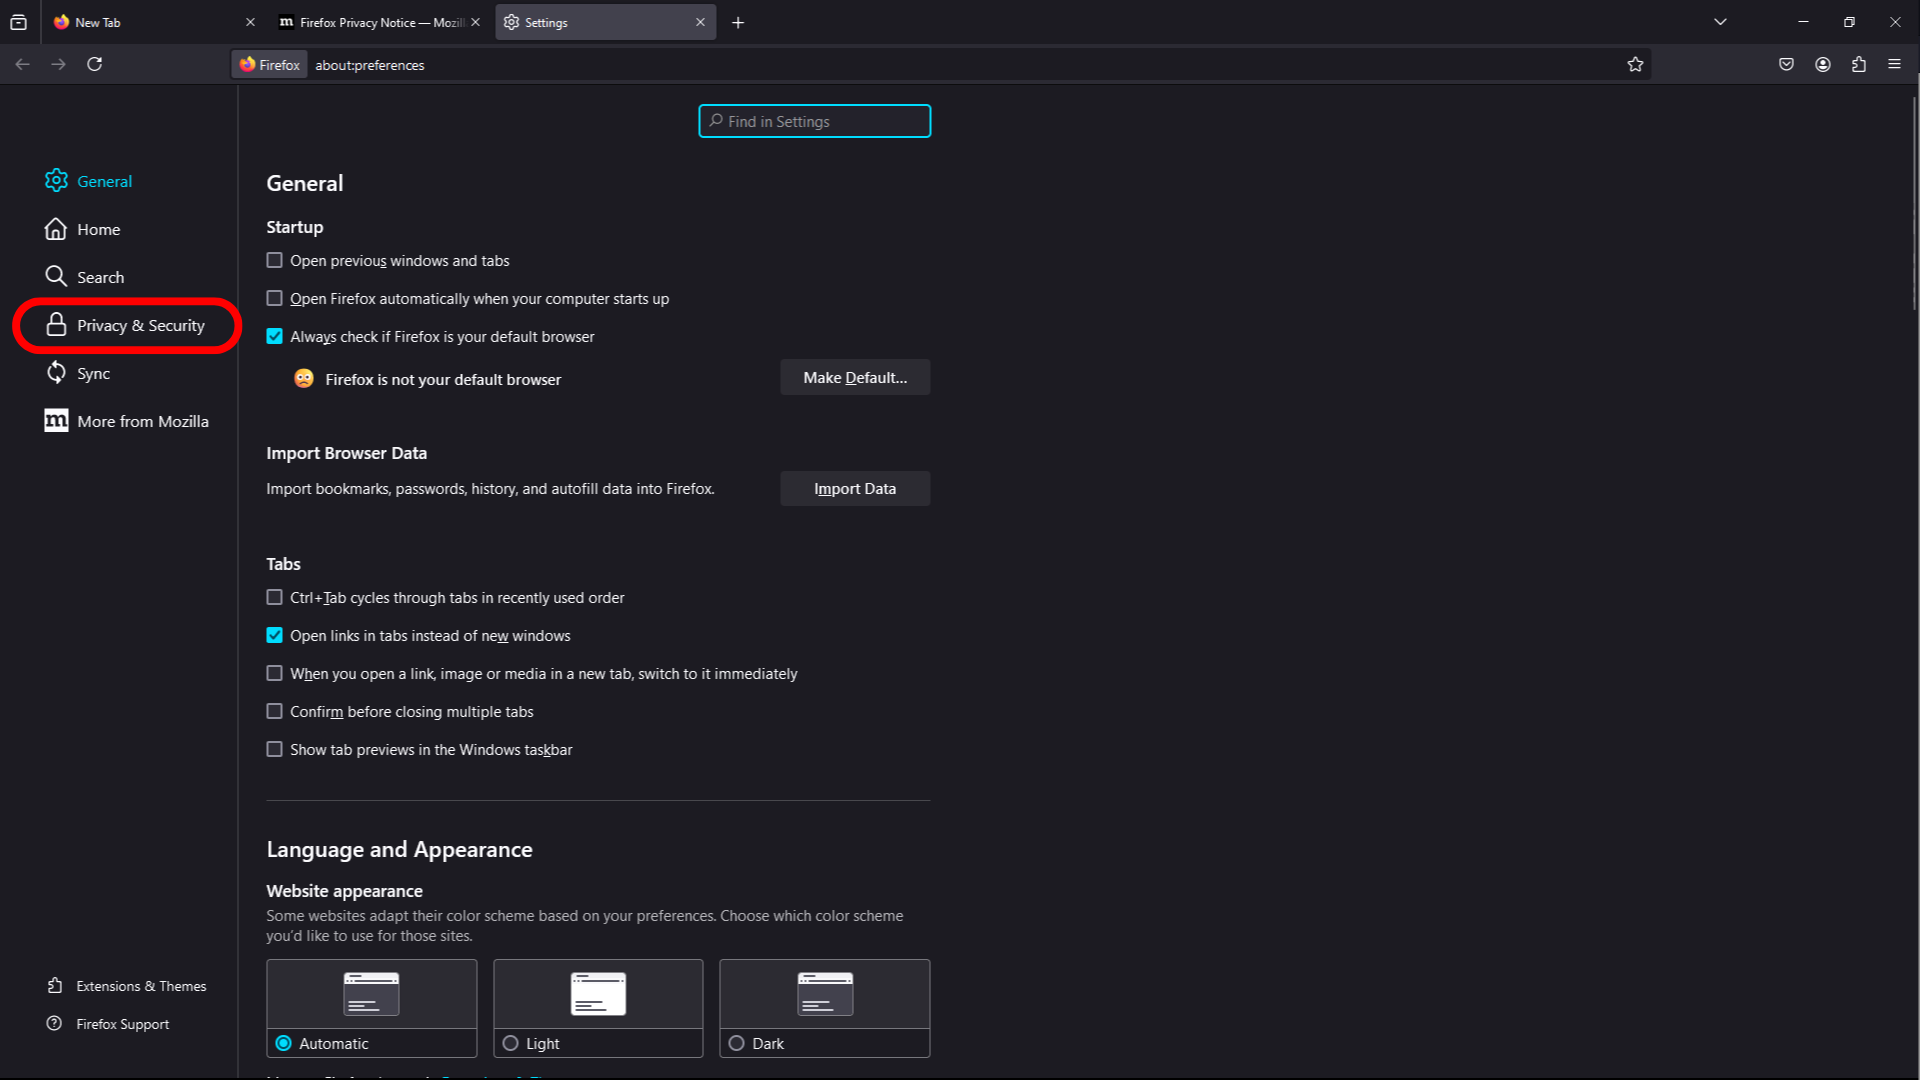 New Tab
Firefox Privacy Notice — Mozill
Settings
Firefox
about:preferences
Find in Settings
General
Home
Search
Privacy & Security
Sync
m More from Mozilla
Extensions & Themes
Firefox Support
General
Startup
Open previous windows and tabs
Open Firefox automatically when your computer starts up
Always check if Firefox is your default browser
Firefox is not your default browser
Make Default...
Import Browser Data
Import bookmarks, passwords, history, and autofill data into Firefox.
Import Data
Tabs
Ctrl+Tab cycles through tabs in recently used order
Open links in tabs instead of new windows
When you open a link, image or media in a new tab, switch to it immediately
Confirm before closing multiple tabs
Show tab previews in the Windows taskbar
Language and Appearance
Website appearance
Some websites adapt their color scheme based on your preferences. Choose which color scheme
you'd like to use for those sites.
Automatic
Light
Dark